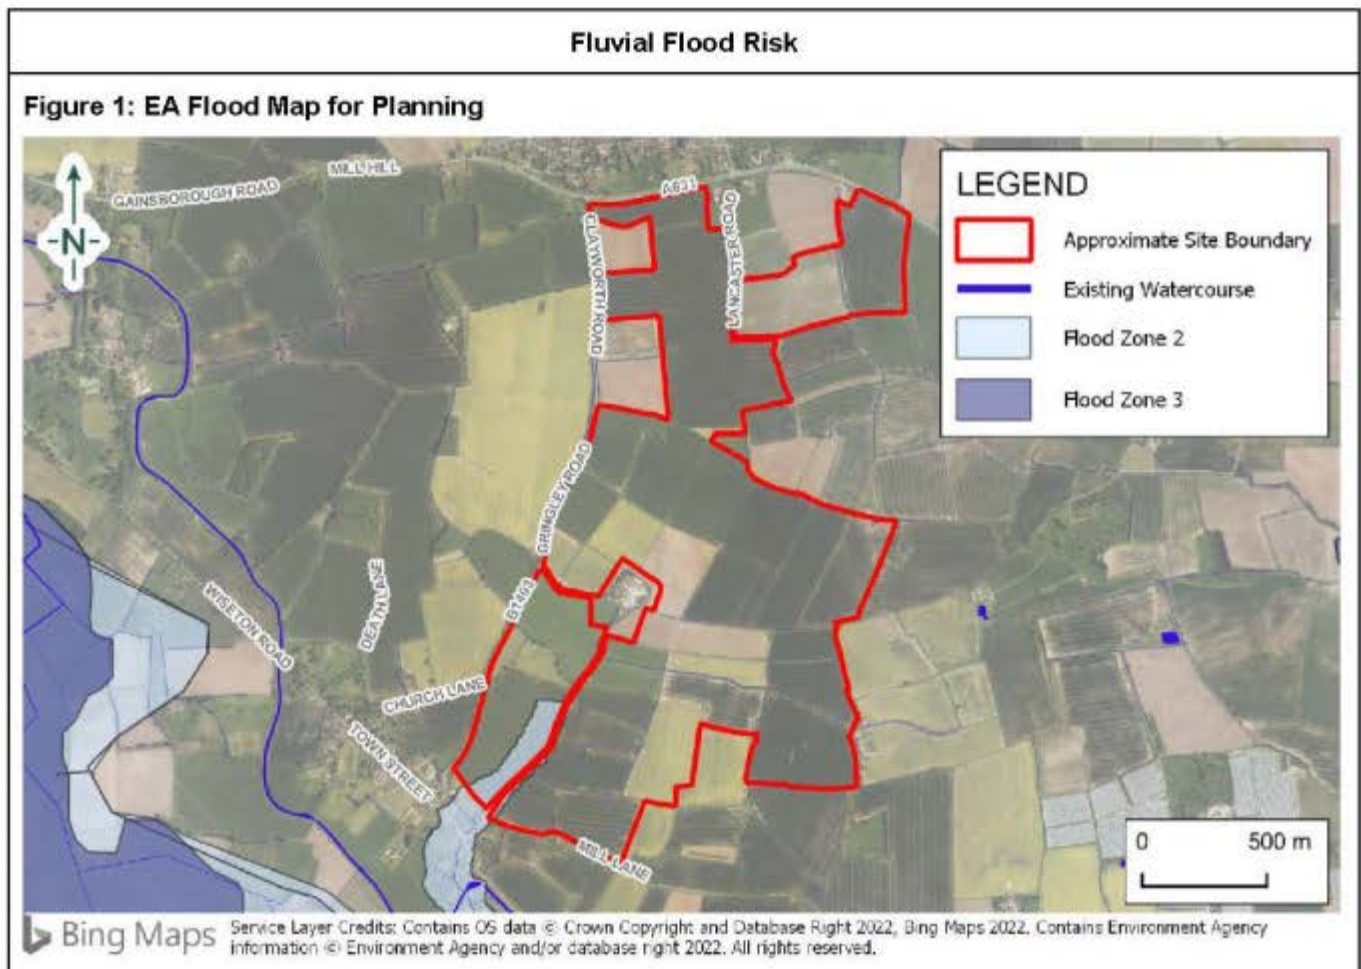 Fluvial Flood Risk
Figure 1: EA Flood Map for Planning
MILL HILL
GAINSBOROUGH ROAD
A631
N
CLAYWORTH ROAD
LANCASTER ROAD
LEGEND
Approximate Site Boundary
Existing Watercourse
Flood Zone 2
Flood Zone 3
GRINGLEY ROAD
B1403
DEATH LANE
WISETON ROAD
CHURCH LANE
TOWN STREET
MILL LANE
0 500 m
Bing Maps
Service Layer Credits: Contains OS data © Crown Copyright and Database Right 2022, Bing Maps 2022. Contains Environment Agency
information © Environment Agency and/or database right 2022. All rights reserved.